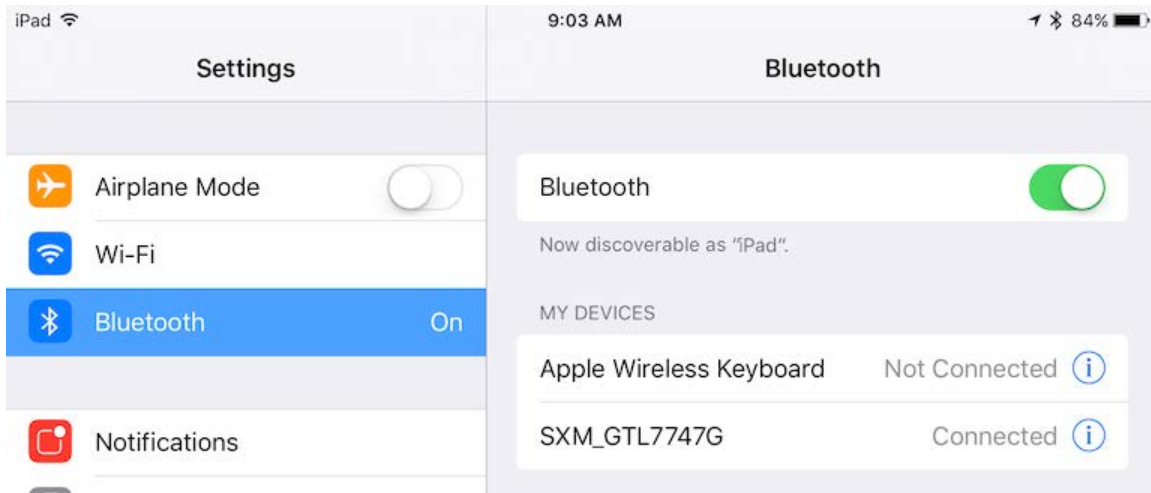 iPad
9:03 AM
84%
Settings
Bluetooth
Airplane Mode
Wi-Fi
Bluetooth On
Notifications
Bluetooth
Now discoverable as "iPad".
MY DEVICES
Apple Wireless Keyboard Not Connected
SXM_GTL7747G Connected